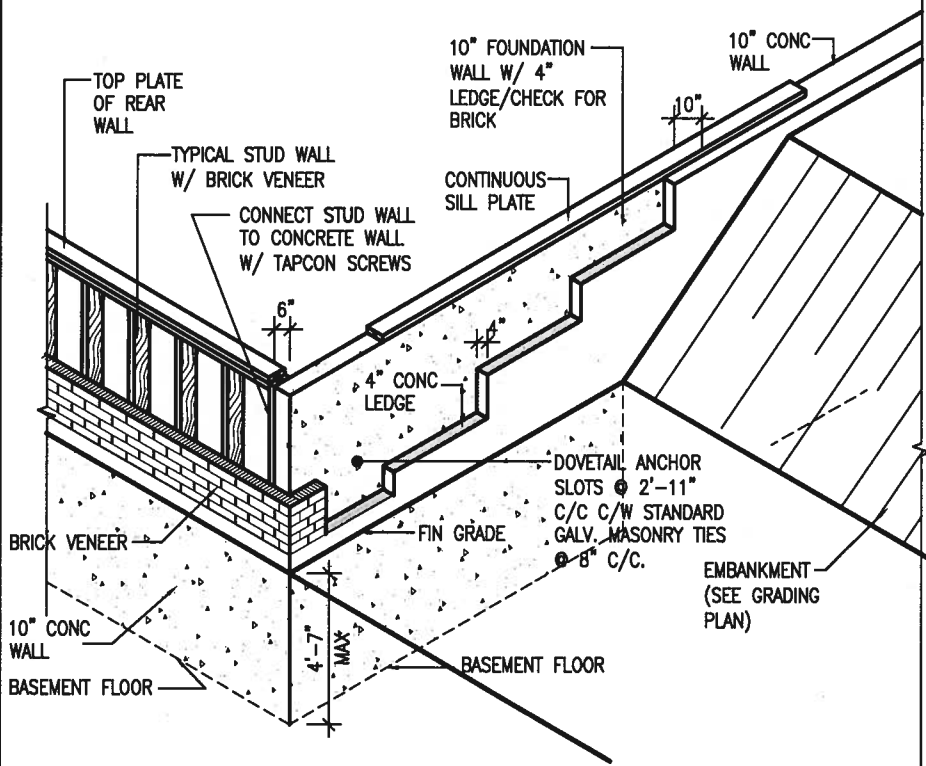 10" FOUNDATION
WALL W/ 4"
LEDGE/CHECK FOR
BRICK
10" CONC
WALL
TOP PLATE
OF REAR
WALL
10"
TYPICAL STUD WALL
W/ BRICK VENEER
CONTINUOUS
SILL PLATE
CONNECT STUD WALL
TO CONCRETE WALL
W/ TAPCON SCREWS
6"
4"
4" CONC
LEDGE
DOVETAIL ANCHOR
SLOTS @ 2'-11"
C/C C/W STANDARD
GALV. MASONRY TIES
@ 8" C/C.
FIN GRADE
BRICK VENEER
EMBANKMENT
(SEE GRADING
PLAN)
10" CONC
WALL
4'-7"
MAX
BASEMENT FLOOR
BASEMENT FLOOR